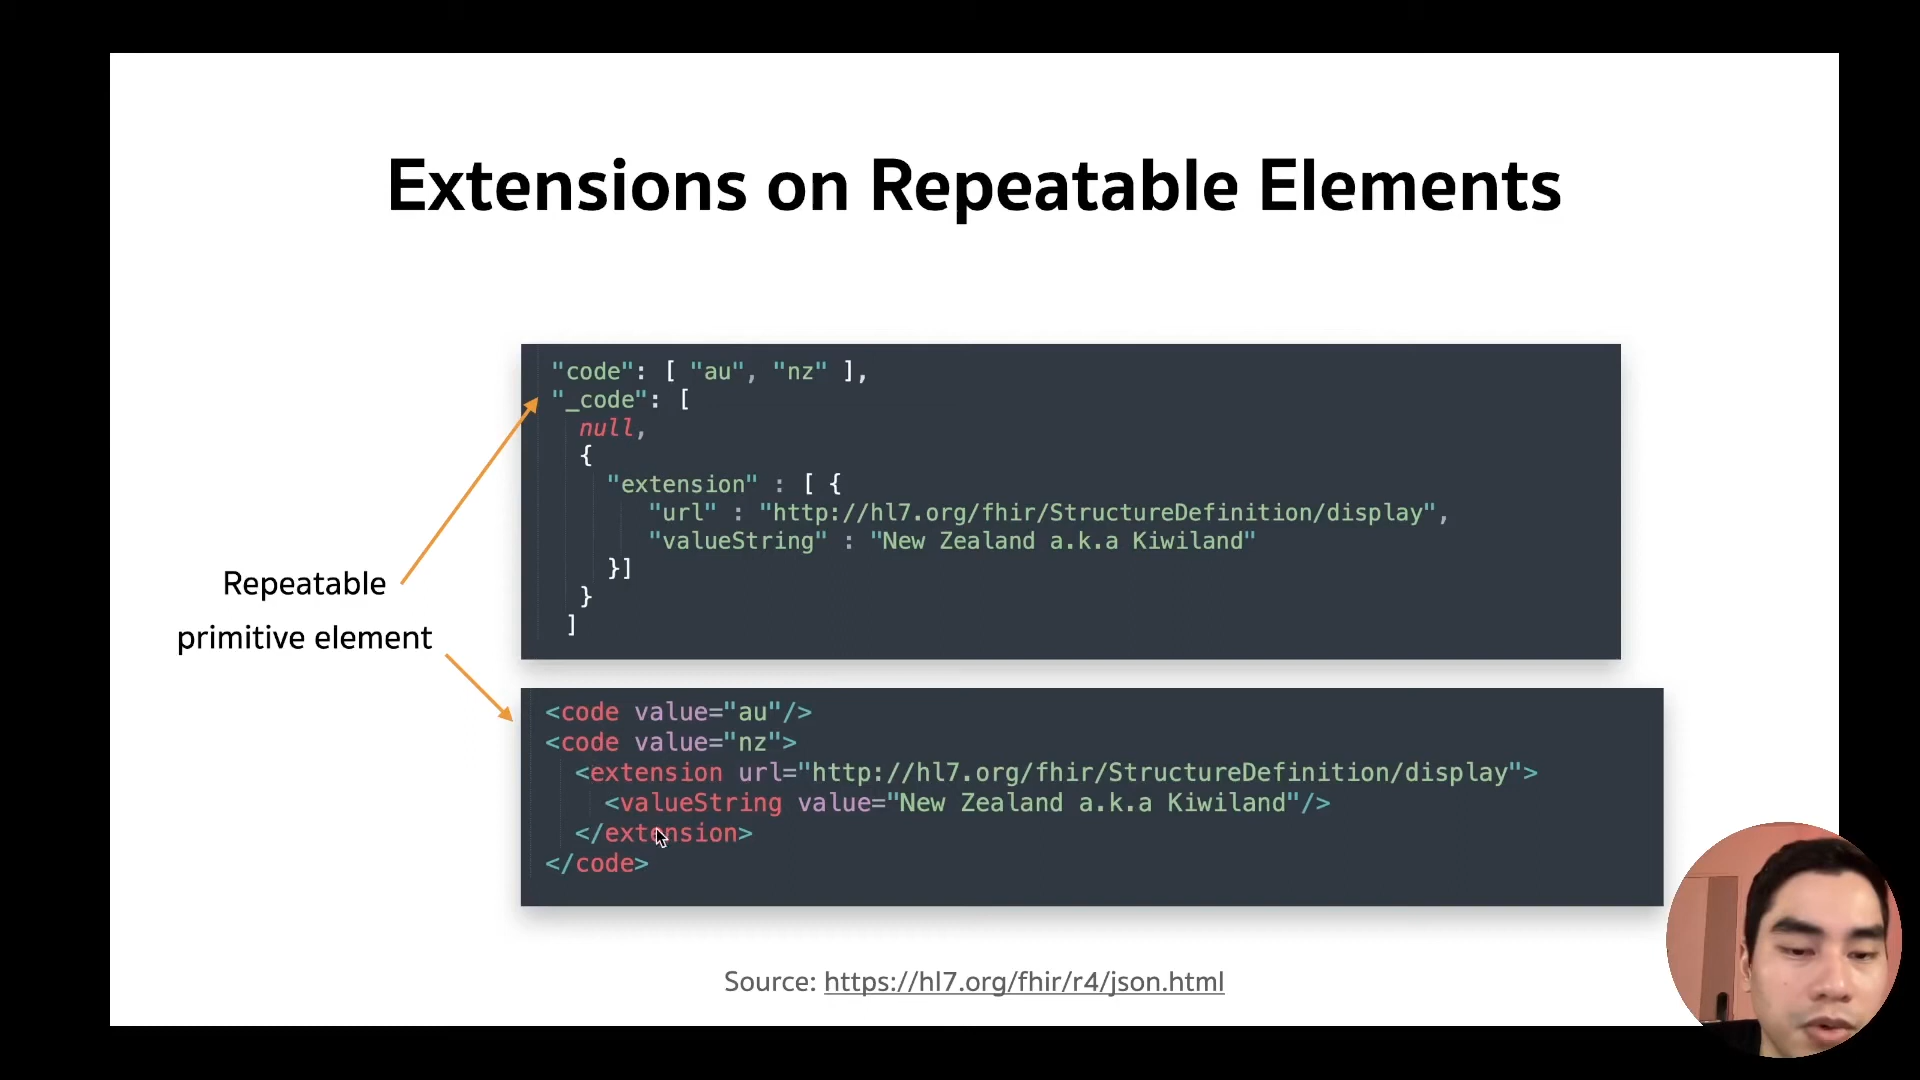 Extensions on Repeatable Elements
"code": [ "au", "nz" ],
"_code": [
null,
{
"extension" : [ {
"url" : "http://hl7.org/fhir/StructureDefinition/display",
"valueString" : "New Zealand a.k.a Kiwiland"
}]
}
]
Repeatable
primitive element
<code value="au"/>
<code value="nz">
<extension url="http://hl7.org/fhir/StructureDefinition/display">
<valueString value="New Zealand a.k.a Kiwiland"/>
</extension>
</code>
Source: https://hl7.org/fhir/r4/json.html